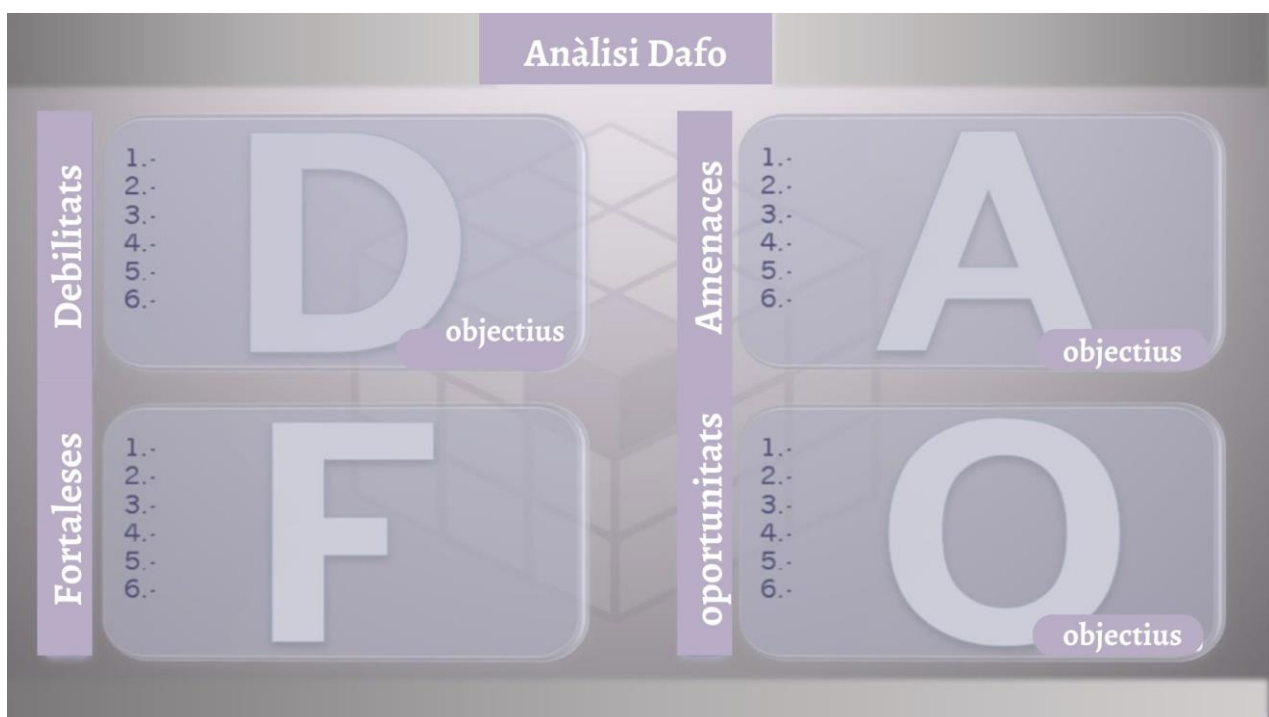 Anàlisi Dafo
Debilitats
1.-
2.-
3.-
4.-
5.-
6.-
D
objectius
Amenaces
1.-
2.-
3.-
4.-
5.-
6.-
A
objectius
Fortaleses
1.-
2.-
3.-
4.-
5.-
6.-
F
oportunitats
1.-
2.-
3.-
4.-
5.-
6.-
O
objectius